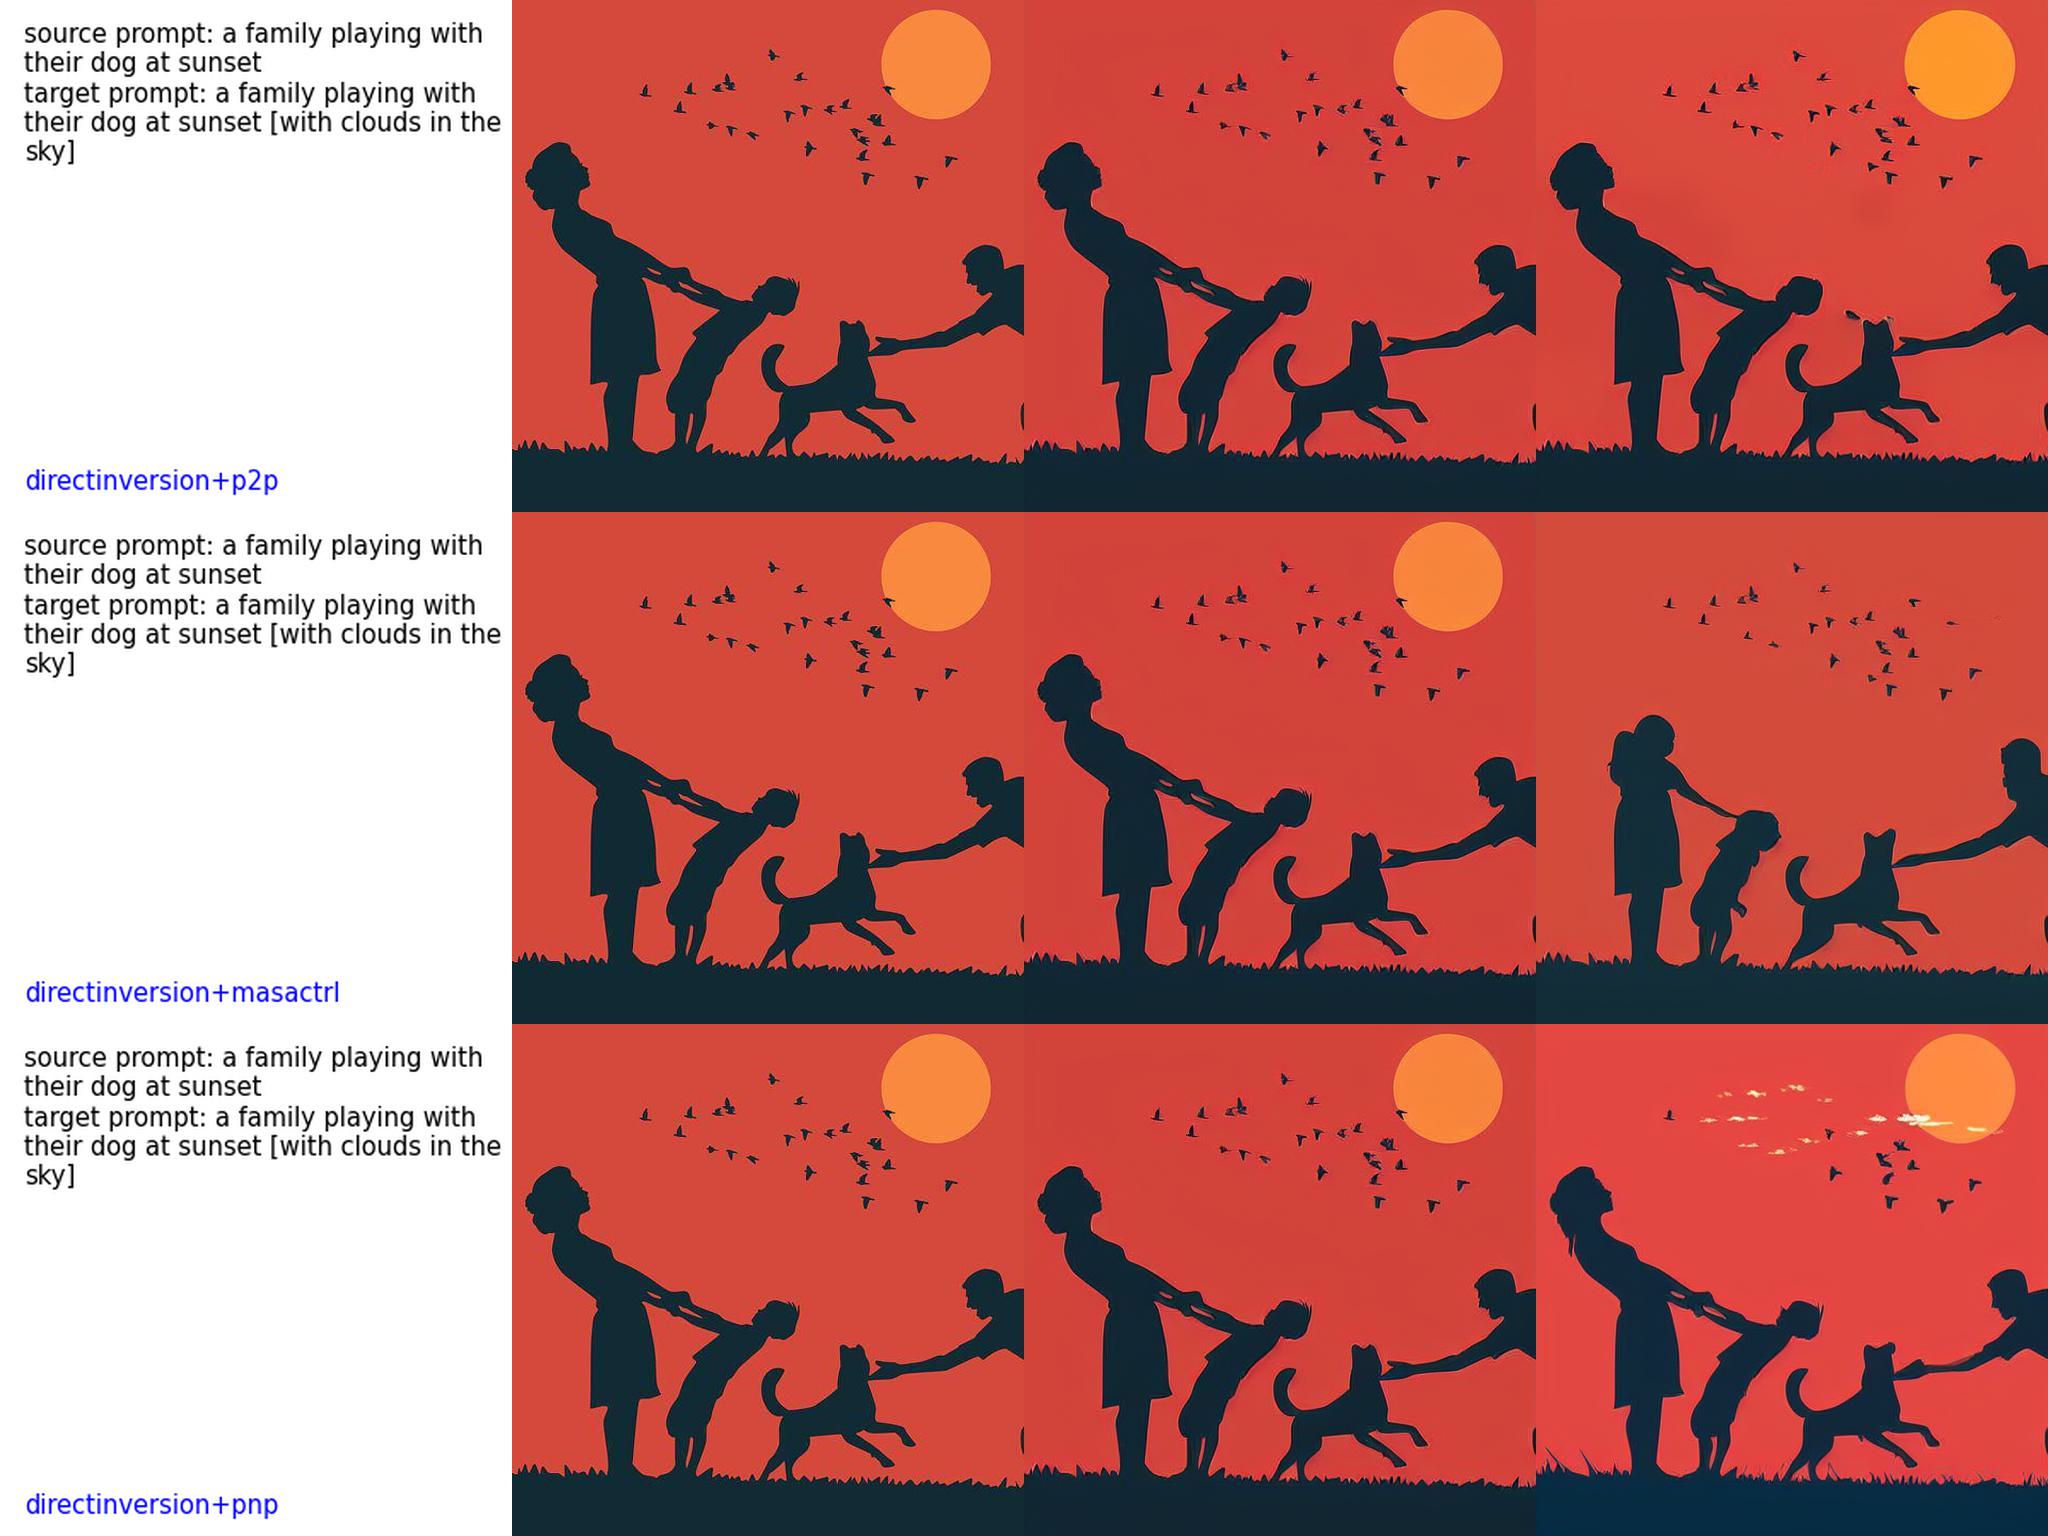 source prompt: a family playing with
their dog at sunset
target prompt: a family playing with
their dog at sunset [with clouds in the
sky]
directinversion+p2p
source prompt: a family playing with
their dog at sunset
target prompt: a family playing with
their dog at sunset [with clouds in the
sky]
directinversion+masactrl
source prompt: a family playing with
their dog at sunset
target prompt: a family playing with
their dog at sunset [with clouds in the
sky]
directinversion+pnp